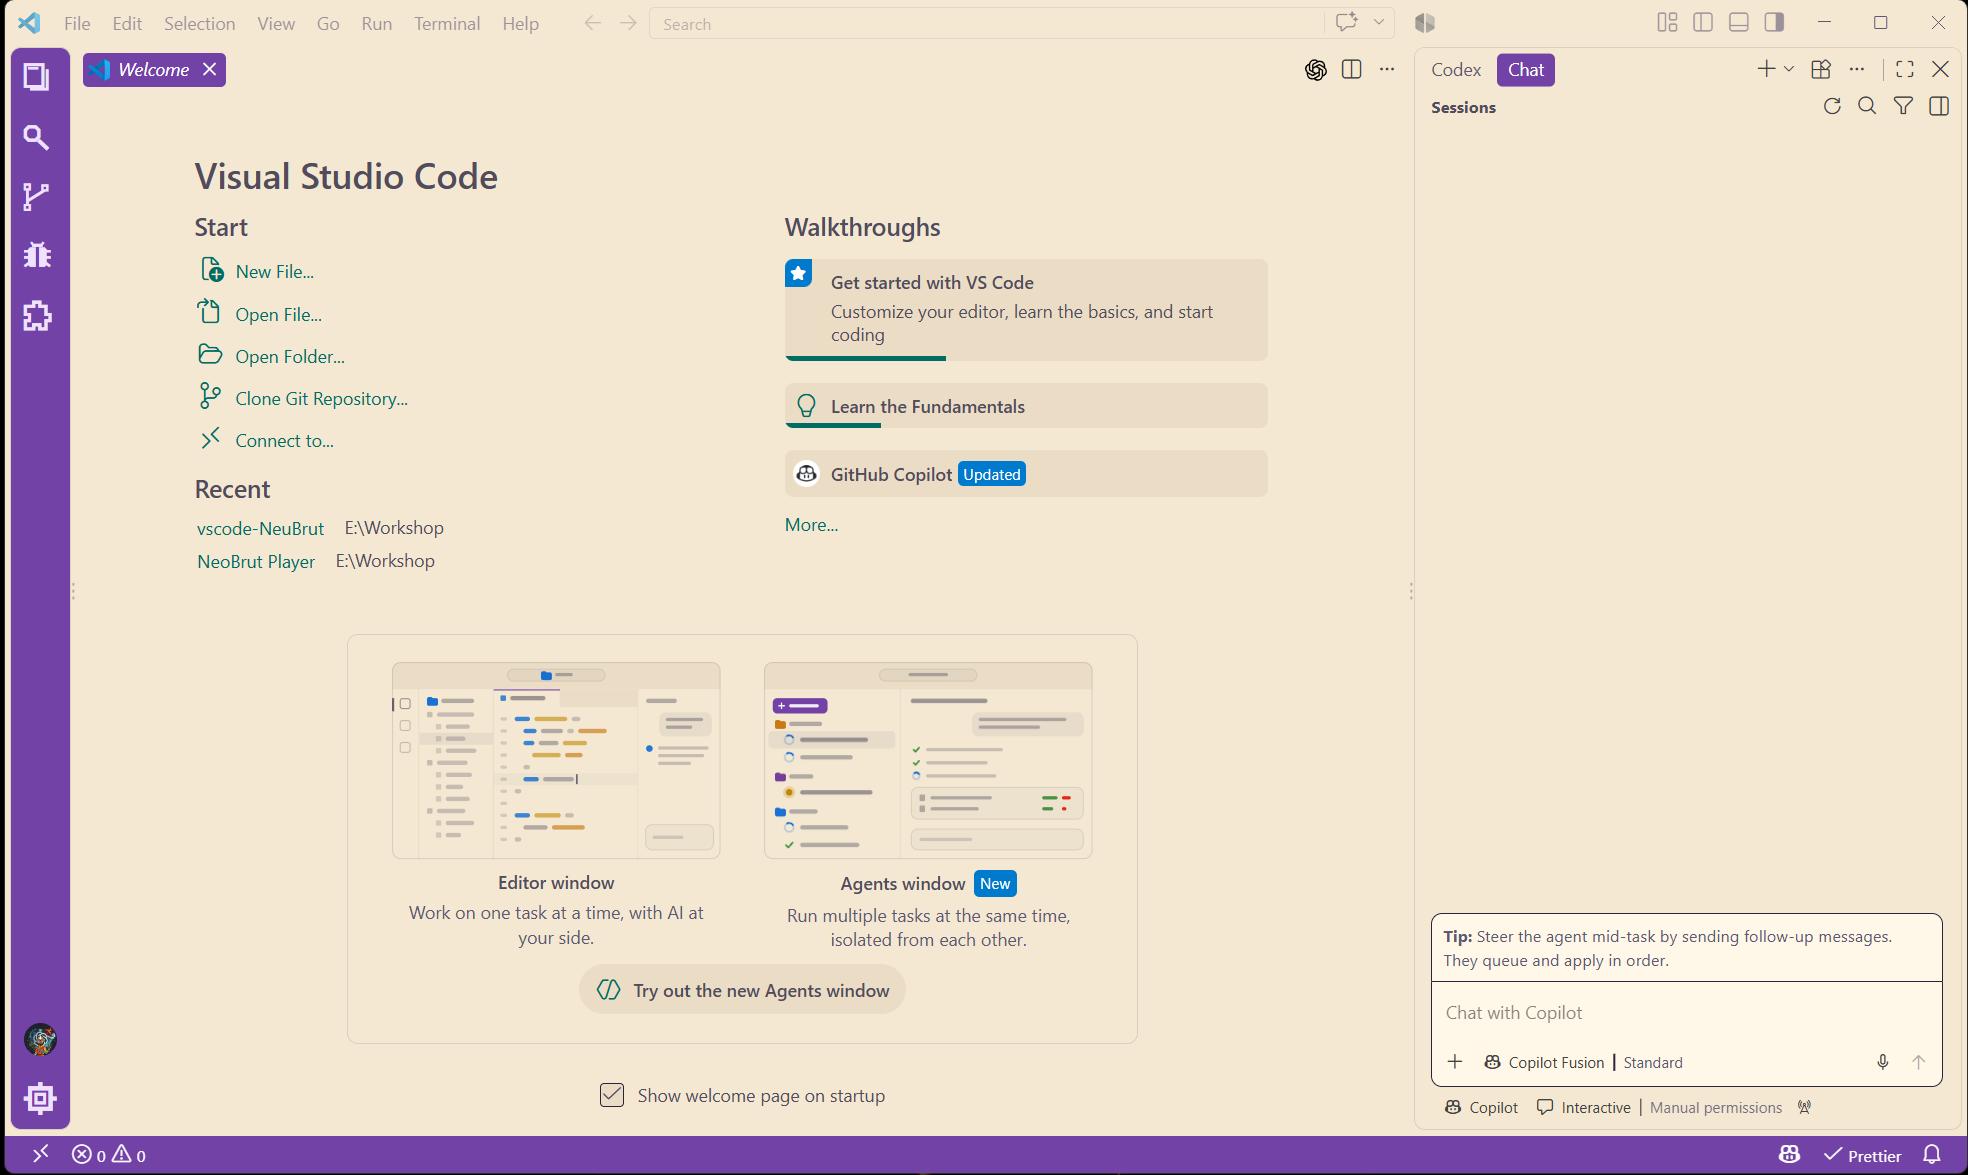 File Edit Selection View Go Run Terminal Help
Search
Welcome
Visual Studio Code
Start
New File...
Open File...
Open Folder...
Clone Git Repository...
Connect to...
Recent
vscode-NeuBrut E:\Workshop
NeoBrut Player E:\Workshop
Walkthroughs
Get started with VS Code
Customize your editor, learn the basics, and start
coding
Learn the Fundamentals
GitHub Copilot Updated
More...
Editor window
Work on one task at a time, with AI at
your side.
Agents window New
Run multiple tasks at the same time,
isolated from each other.
Try out the new Agents window
Show welcome page on startup
Codex Chat
Sessions
Tip: Steer the agent mid-task by sending follow-up messages.
They queue and apply in order.
Chat with Copilot
Copilot Fusion | Standard
Copilot Interactive | Manual permissions
0 0
Prettier